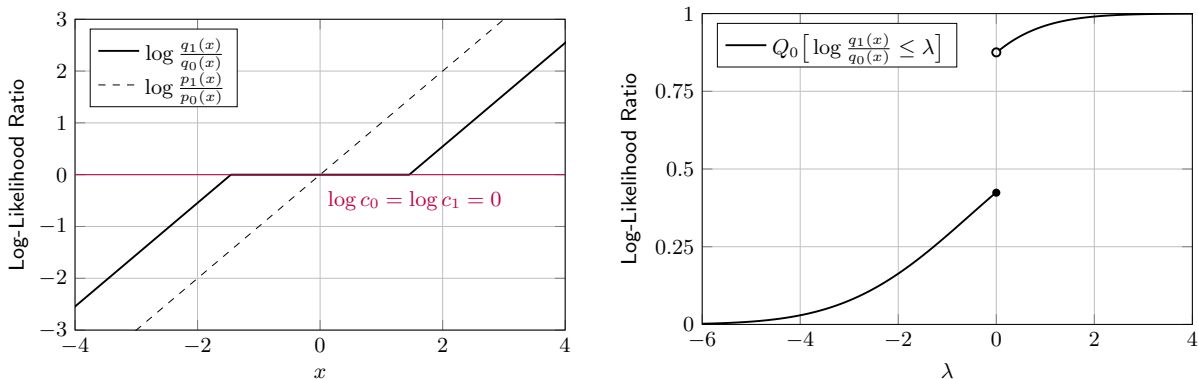 3
2
1
0
−1
−2
−3
−4
−2
0
2
4
x
Log-Likelihood Ratio
log q₁(x)/q₀(x)
log p₁(x)/p₀(x)
log c₀ = log c₁ = 0
1
0.75
0.5
0.25
0
−6
−4
−2
0
2
4
λ
Log-Likelihood Ratio
Q₀[log q₁(x)/q₀(x) ≤ λ]